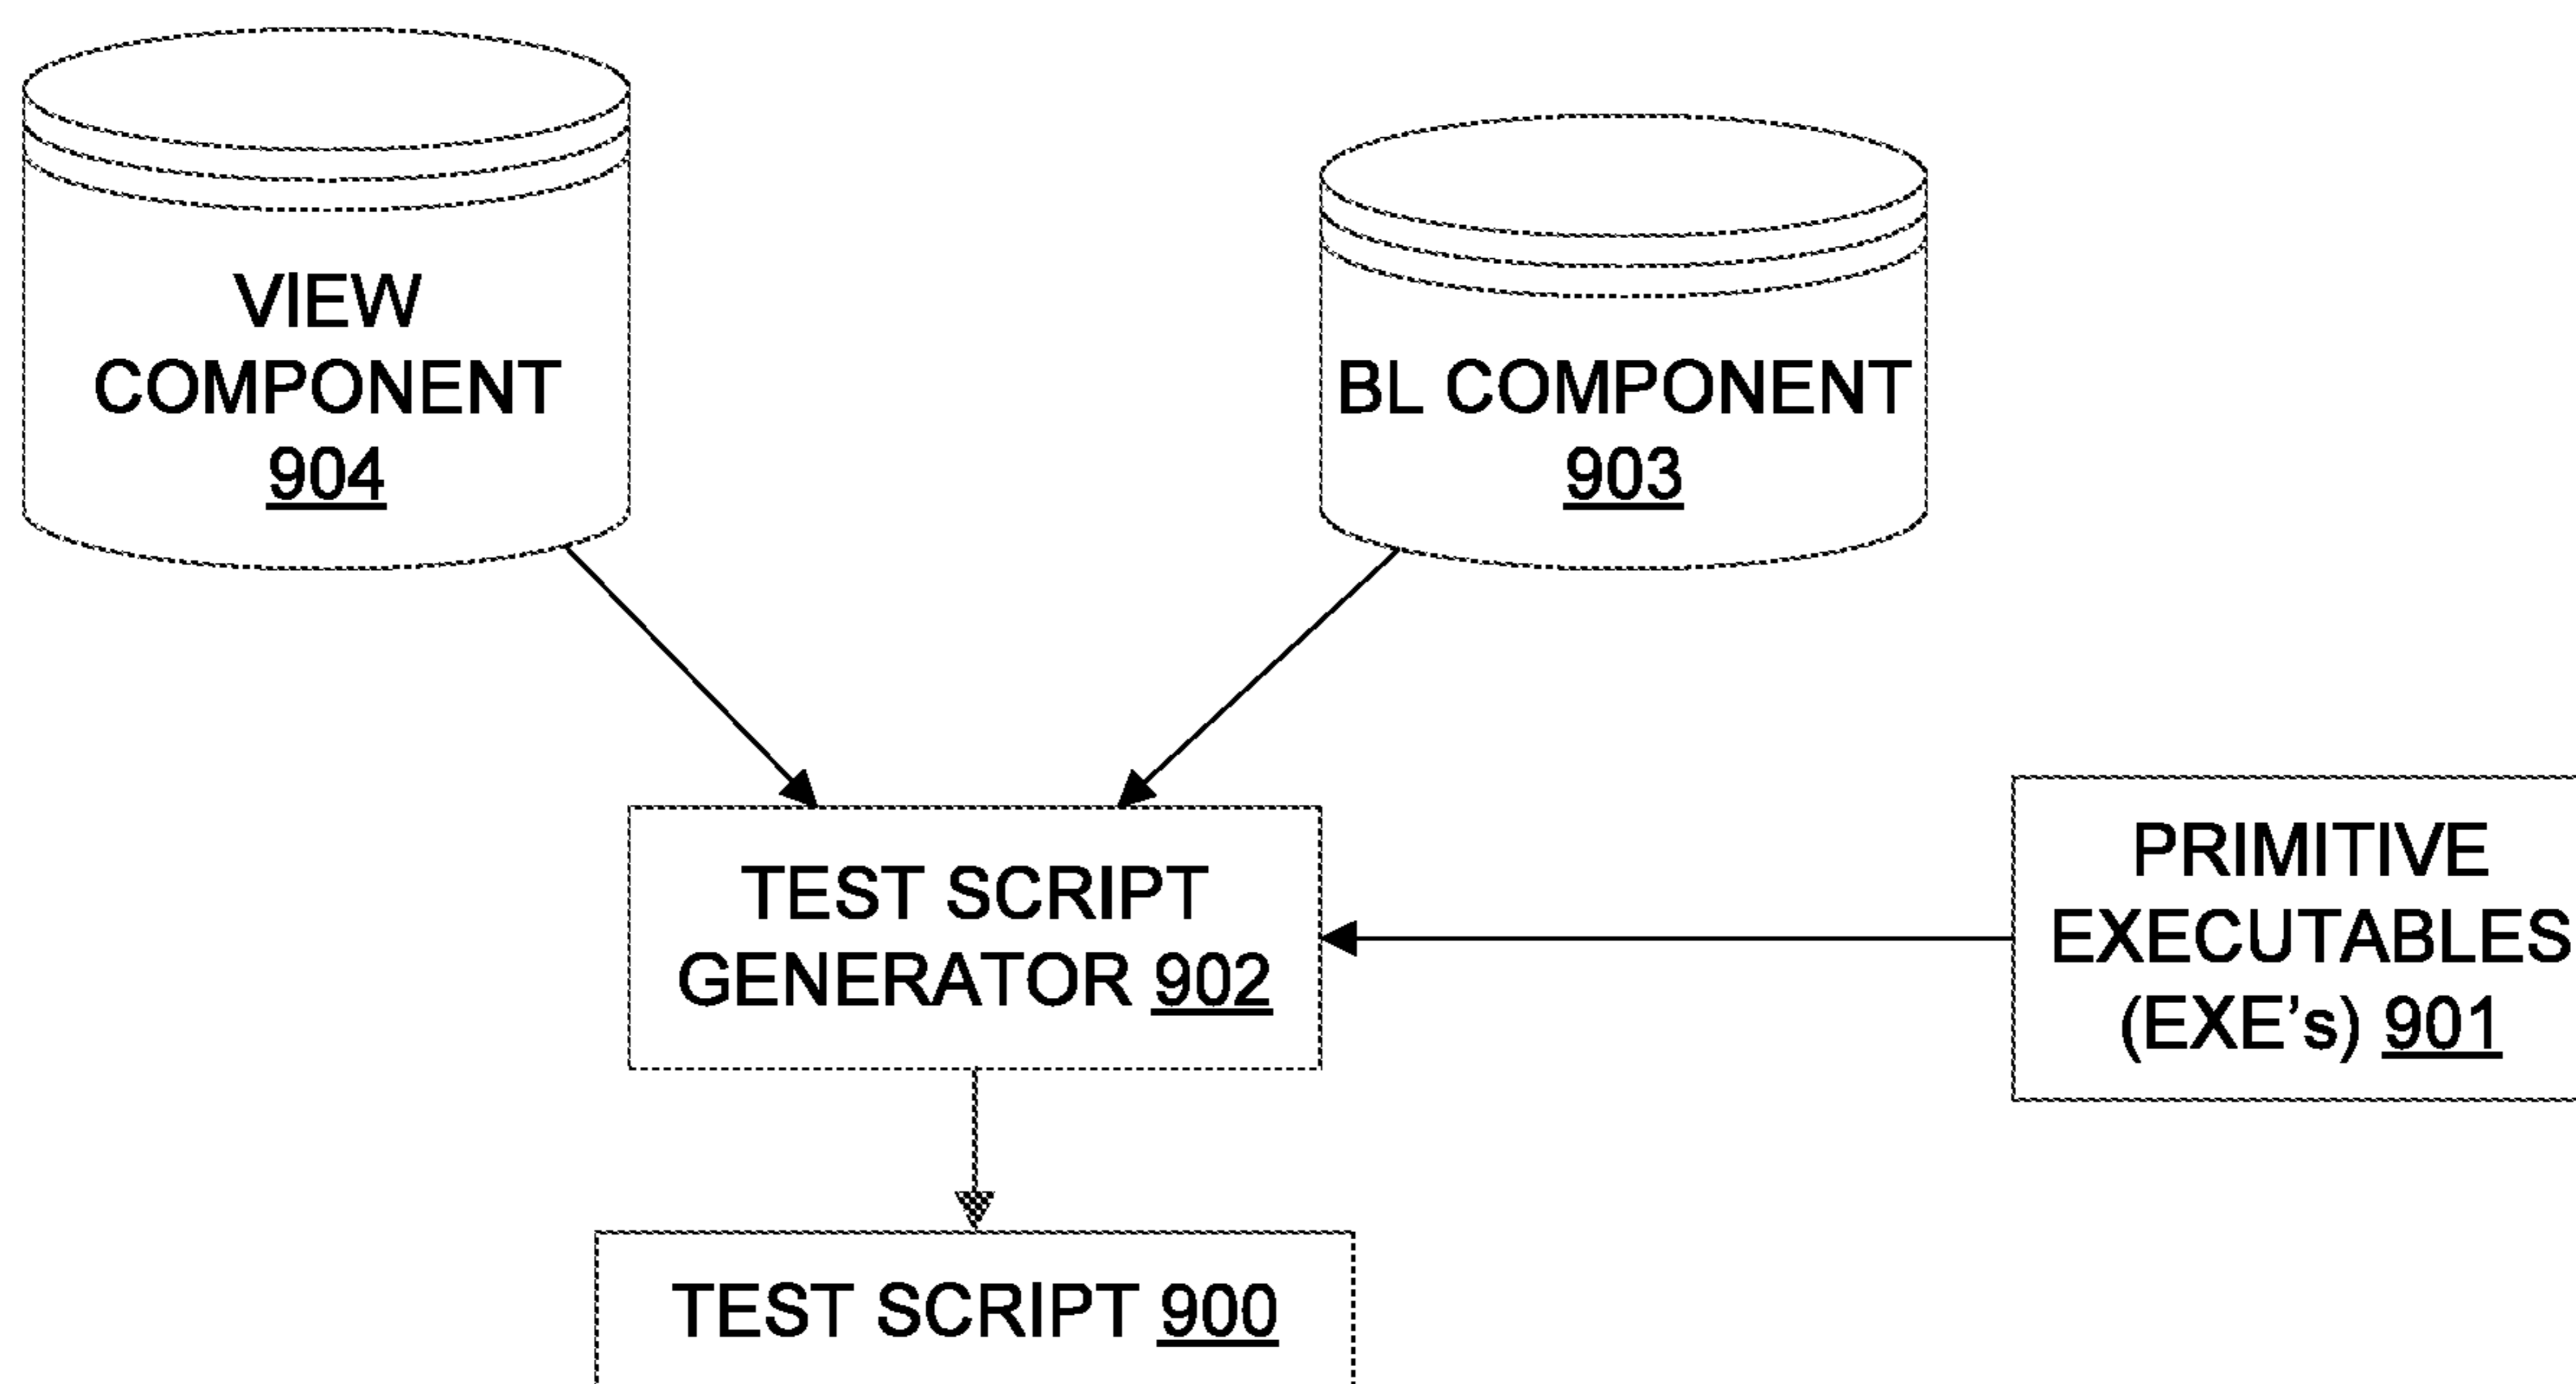 VIEW
COMPONENT
904
BL COMPONENT
903
TEST SCRIPT
GENERATOR 902
PRIMITIVE
EXECUTABLES
(EXE’s) 901
TEST SCRIPT 900